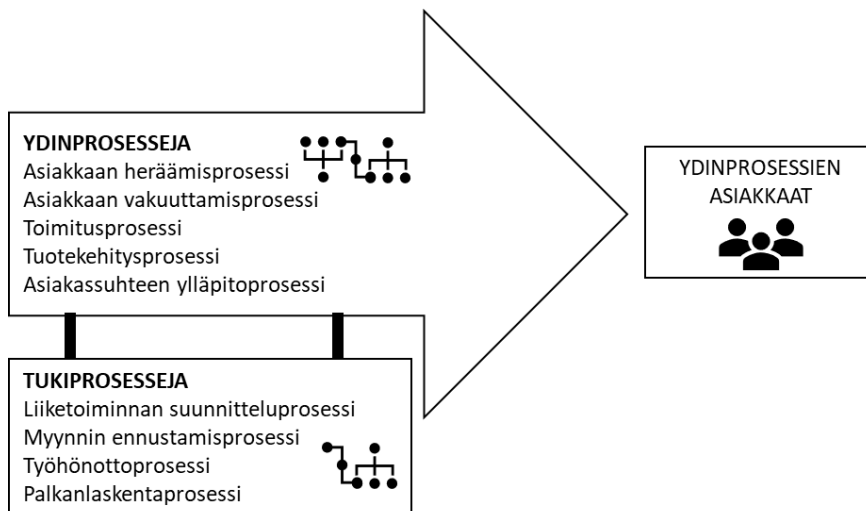 YDINPROSESSEJA
Asiakkaan heräämisprosessi
Asiakkaan vakuuttamisprosessi
Toimitusprosessi
Tuotekehitysprosessi
Asiakassuhteen ylläpitoprosessi
YDINPROSESSIEN
ASIAKKAAT
TUKIPROSESSEJA
Liiketoiminnan suunnitteluprosessi
Myynnin ennustamisprosessi
Työhönottoprosessi
Palkanlaskentaprosessi